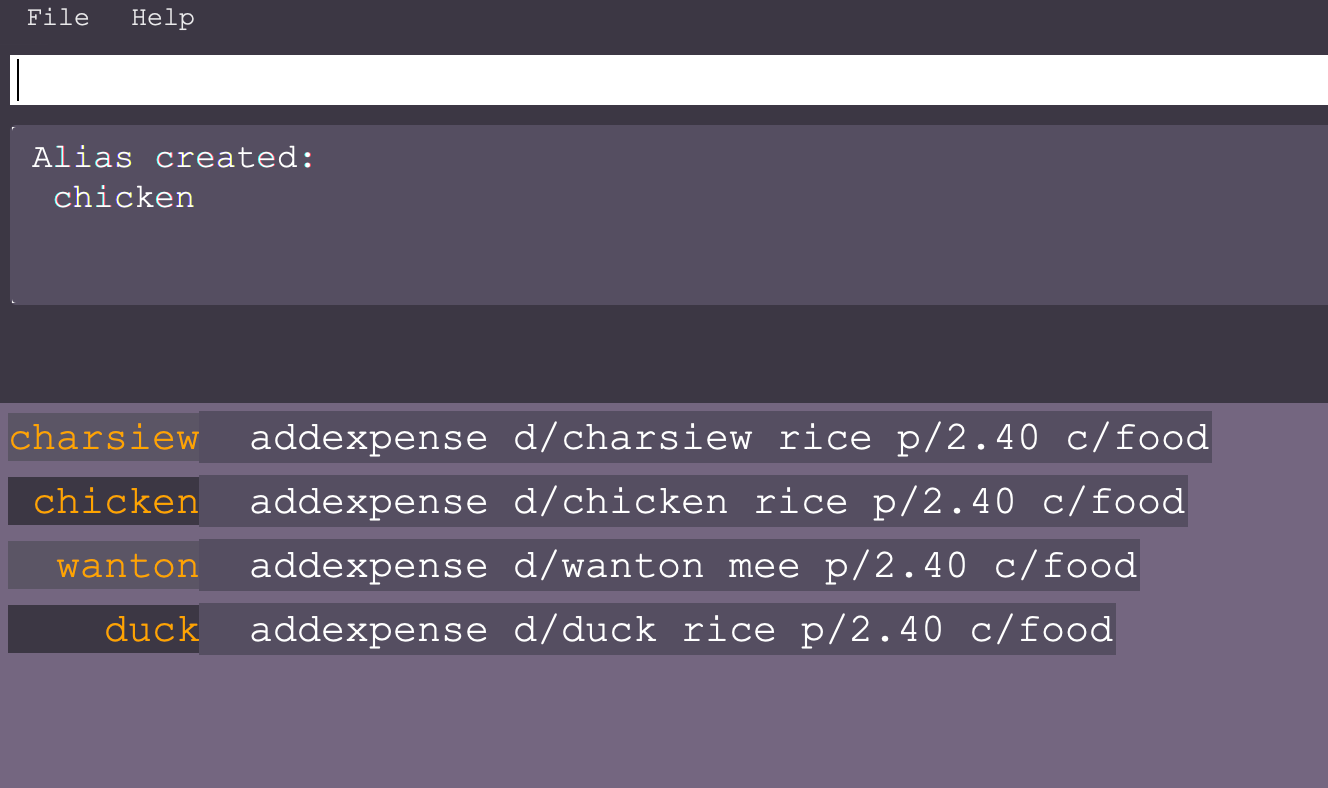 File Help
Alias created:
chicken
charsiew addexpense d/charsiew rice p/2.40 c/food
chicken addexpense d/chicken rice p/2.40 c/food
wanton addexpense d/wanton mee p/2.40 c/food
duck addexpense d/duck rice p/2.40 c/food